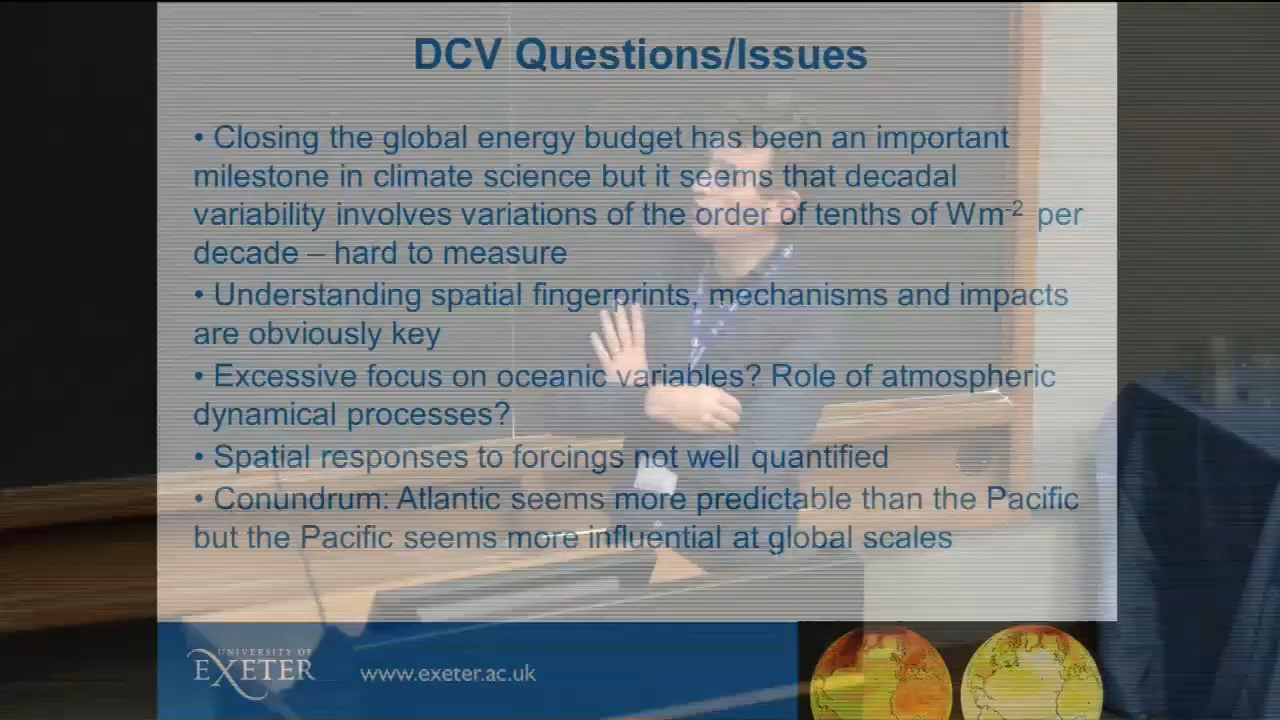 DCV Questions/Issues
• Closing the global energy budget has been an important
milestone in climate science but it seems that decadal
variability involves variations of the order of tenths of Wm-2 per
decade – hard to measure
• Understanding spatial fingerprints, mechanisms and impacts
are obviously key
• Excessive focus on oceanic variables? Role of atmospheric
dynamical processes?
• Spatial responses to forcings not well quantified
• Conundrum: Atlantic seems more predictable than the Pacific
but the Pacific seems more influential at global scales
UNIVERSITY OF
EXETER
www.exeter.ac.uk